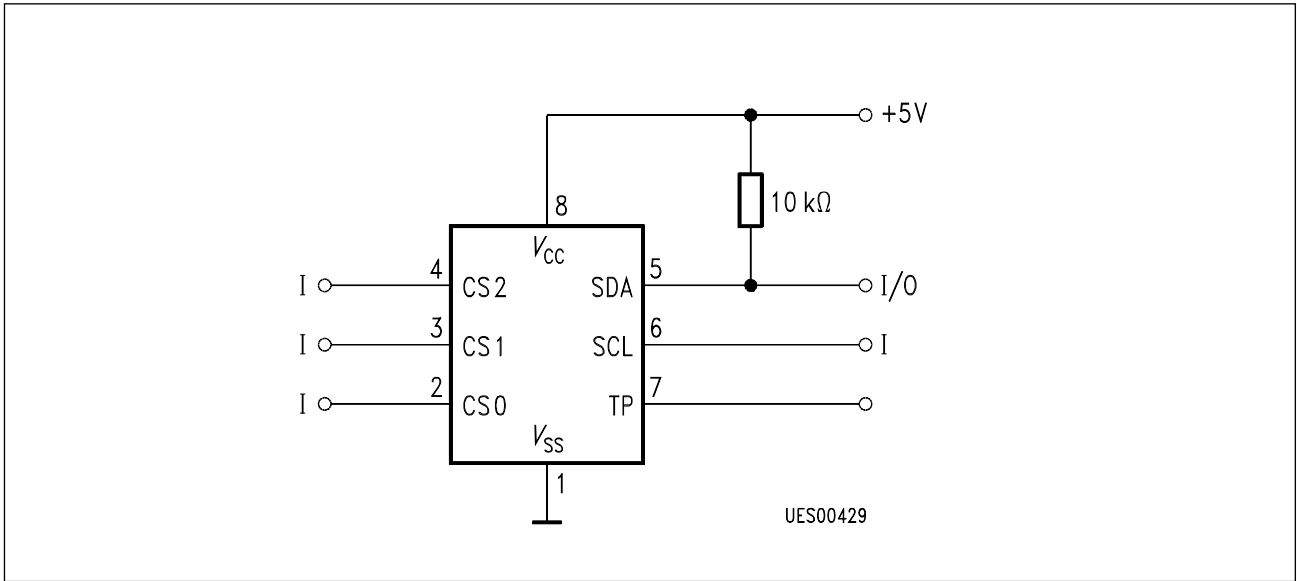 +5V
10 kΩ
8
VCC
I 4 CS2 SDA 5 I/O
I 3 CS1 SCL 6 I
I 2 CS0 TP 7
VSS
1
UES00429